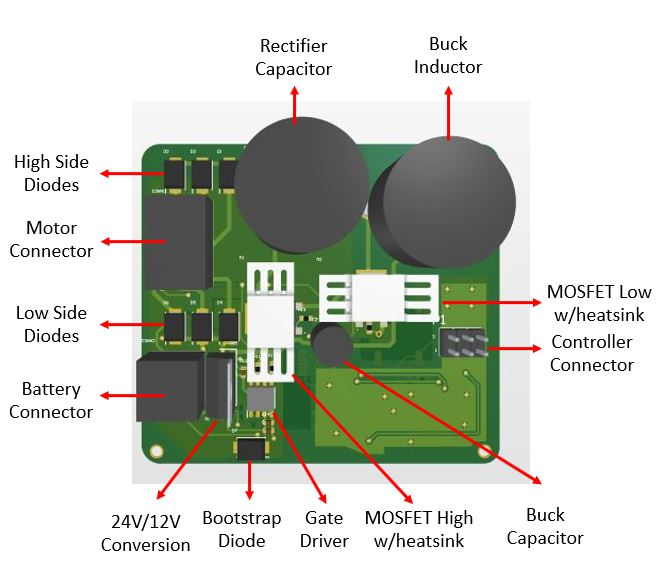 Rectifier
Capacitor
Buck
Inductor
High Side
Diodes
Motor
Connector
Low Side
Diodes
Battery
Connector
MOSFET Low
w/heatsink
P1
Controller
Connector
24V/12V
Conversion
Bootstrap
Diode
Gate
Driver
MOSFET High
w/heatsink
Buck
Capacitor